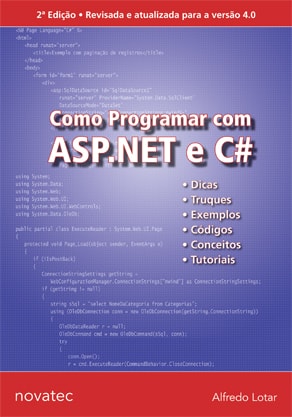 2ª Edição • Revisada e atualizada para a versão 4.0
<%@ Page Language="C#" %>
<html>
<head runat="server">
<title>Exemplo com paginação de registros</title>
</head>
<body>
<form id="form1" runat="server">
<div>
<asp:SqlDataSource id="SqlDataSource1"
runat="server" ProviderName="System.Data.SqlClient"
DataSourceMode="DataSet"
Como Programar com
ASP.NET e C#
• Dicas
• Truques
• Exemplos
• Códigos
• Conceitos
• Tutoriais
using System;
using System.Data;
using System.Web;
using System.Web.UI;
using System.Web.UI.WebControls;
using System.Data.OleDb;
public partial class ExecuteReader : System.Web.UI.Page
{
protected void Page_Load(object sender, EventArgs e)
{
if (!IsPostBack)
{
ConnectionStringSettings getString =
WebConfigurationManager.ConnectionStrings["nwind"] as ConnectionStringSettings;
if (getString != null)
{
string sSql = "select NomeDaCategoria from Categorias";
using (OleDbConnection conn = new OleDbConnection(getString.ConnectionString))
{
OleDbDataReader r = null;
OleDbCommand cmd = new OleDbCommand(sSql, conn);
try
{
conn.Open();
r = cmd.ExecuteReader(CommandBehavior.CloseConnection);
novatec
Alfredo Lotar